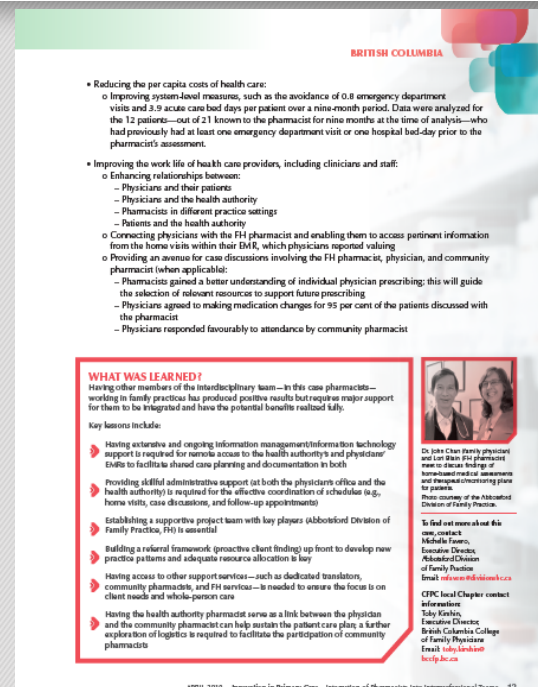 BRITISH COLUMBIA
• Reducing the per capita costs of health care:
o Improving system-level measures, such as the avoidance of 0.8 emergency department
visits and 3.9 acute care bed days per patient over a nine-month period. Data were analyzed for
the 12 patients—out of 21 known to the pharmacist for nine months at the time of analysis—who
had previously had at least one emergency department visit or one hospital bed-day prior to the
pharmacist's assessment.
• Improving the work life of health care providers, including clinicians and staff:
o Enhancing relationships between:
– Physicians and their patients
– Physicians and the health authority
– Pharmacists in different practice settings
– Patients and the health authority
o Connecting physicians with the FH pharmacist and enabling them to access pertinent information
from the home visits within their EMR, which physicians reported valuing
o Providing an avenue for case discussions involving the FH pharmacist, physician, and community
pharmacist (when applicable):
– Pharmacists gained a better understanding of individual physician prescribing; this will guide
the selection of relevant resources to support future prescribing
– Physicians agreed to making medication changes for 95 per cent of the patients discussed with
the pharmacist
– Physicians responded favourably to attendance by community pharmacist
WHAT WAS LEARNED?
Having other members of the interdisciplinary team—in this case pharmacists—
working in family practices has produced positive results but requires major support
for them to be integrated and have the potential benefits realized fully.
Key lessons include:
Having extensive and ongoing information management/information technology
support is required for remote access to the health authority's and physicians'
EMRs to facilitate shared care planning and documentation in both
Providing skillful administrative support (at both the physician's office and the
health authority) is required for the effective coordination of schedules (e.g.,
home visits, case discussions, and follow-up appointments)
Establishing a supportive project team with key players (Abbotsford Division of
Family Practice, FH) is essential
Building a referral framework (proactive client finding) up front to develop new
practice patterns and adequate resource allocation is key
Having access to other support services—such as dedicated translators,
community pharmacists, and FH services—is needed to ensure the focus is on
client needs and whole-person care
Having the health authority pharmacist serve as a link between the physician
and the community pharmacist can help sustain the patient care plan; a further
exploration of logistics is required to facilitate the participation of community
pharmacists
Dr. John Chan (family physician)
and Lori Blain (FH pharmacist)
meet to discuss findings of
home-based medical assessments
and therapeutic/monitoring plans
for patients.
Photo courtesy of the Abbotsford
Division of Family Practice.
To find out more about this
case, contact:
Michelle Favero,
Executive Director,
Abbotsford Division
of Family Practice
Email: mfavero@divisionsbc.ca
CFPC local Chapter contact
information:
Toby Kirshin,
Executive Director,
British Columbia College
of Family Physicians
Email: toby.kirshin@
bccfp.bc.ca